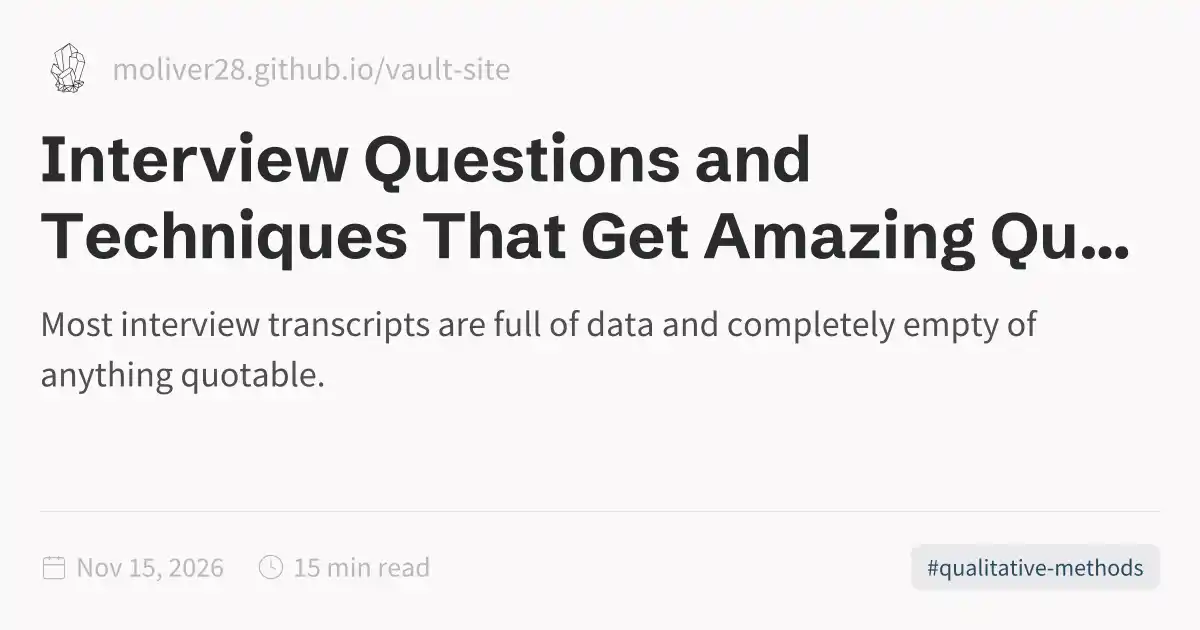 moliver28.github.io/vault-site
Interview Questions and
Techniques That Get Amazing Qu...
Most interview transcripts are full of data and completely empty of
anything quotable.
Nov 15, 2026
15 min read
#qualitative-methods